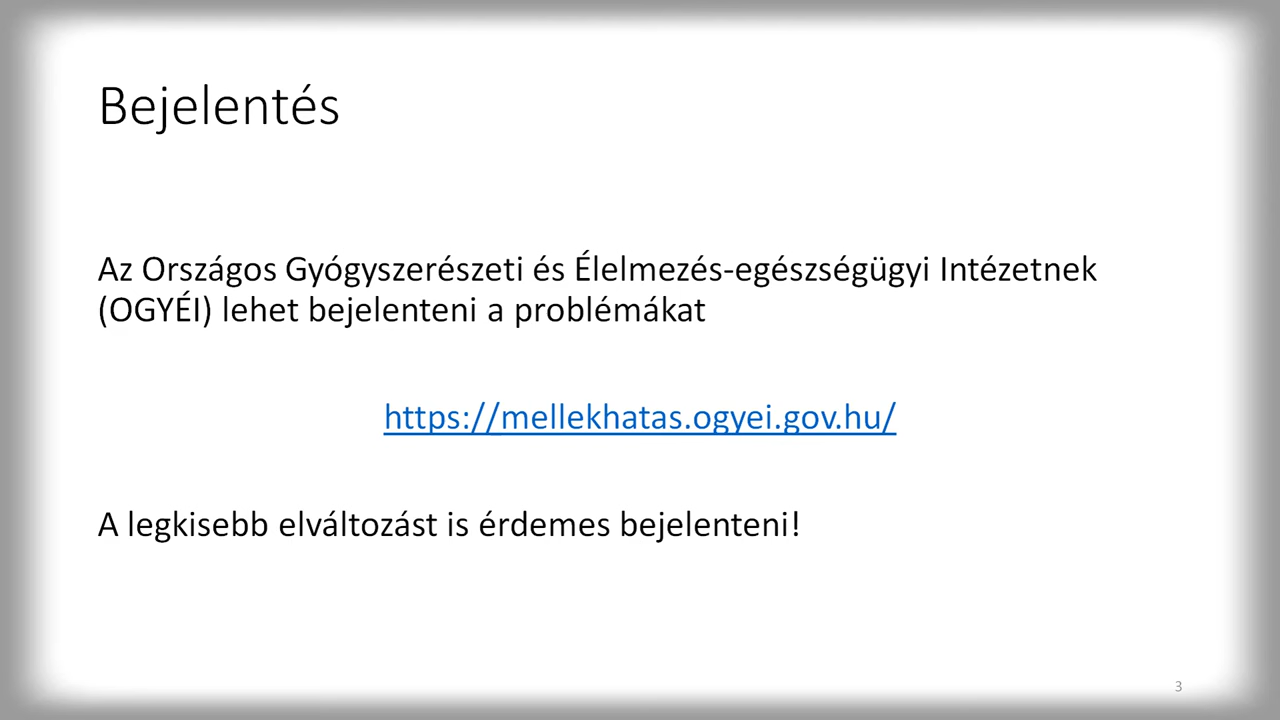 Bejelentés
Az Országos Gyógyszerészeti és Élelmezés-egészségügyi Intézetnek
(OGYÉI) lehet bejelenteni a problémákat
https://mellekhatas.ogyei.gov.hu/
A legkisebb elváltozást is érdemes bejelenteni!
3